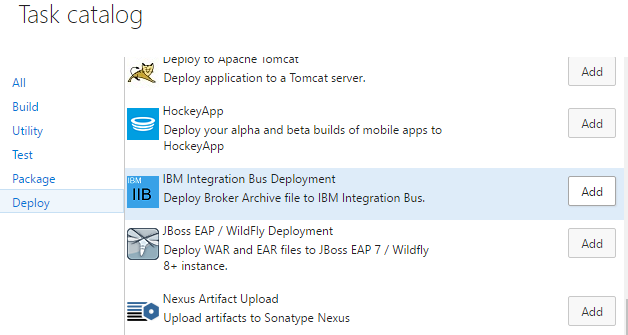 Task catalog
All
Build
Utility
Test
Package
Deploy
Deploy to Apache Tomcat
Deploy application to a Tomcat server.
Add
HockeyApp
Deploy your alpha and beta builds of mobile apps to
HockeyApp
Add
IBM
IIB
IBM Integration Bus Deployment
Deploy Broker Archive file to IBM Integration Bus.
Add
JBoss EAP / WildFly Deployment
Deploy WAR and EAR files to JBoss EAP 7 / Wildfly
8+ instance.
Add
Nexus Artifact Upload
Upload artifacts to Sonatype Nexus
Add